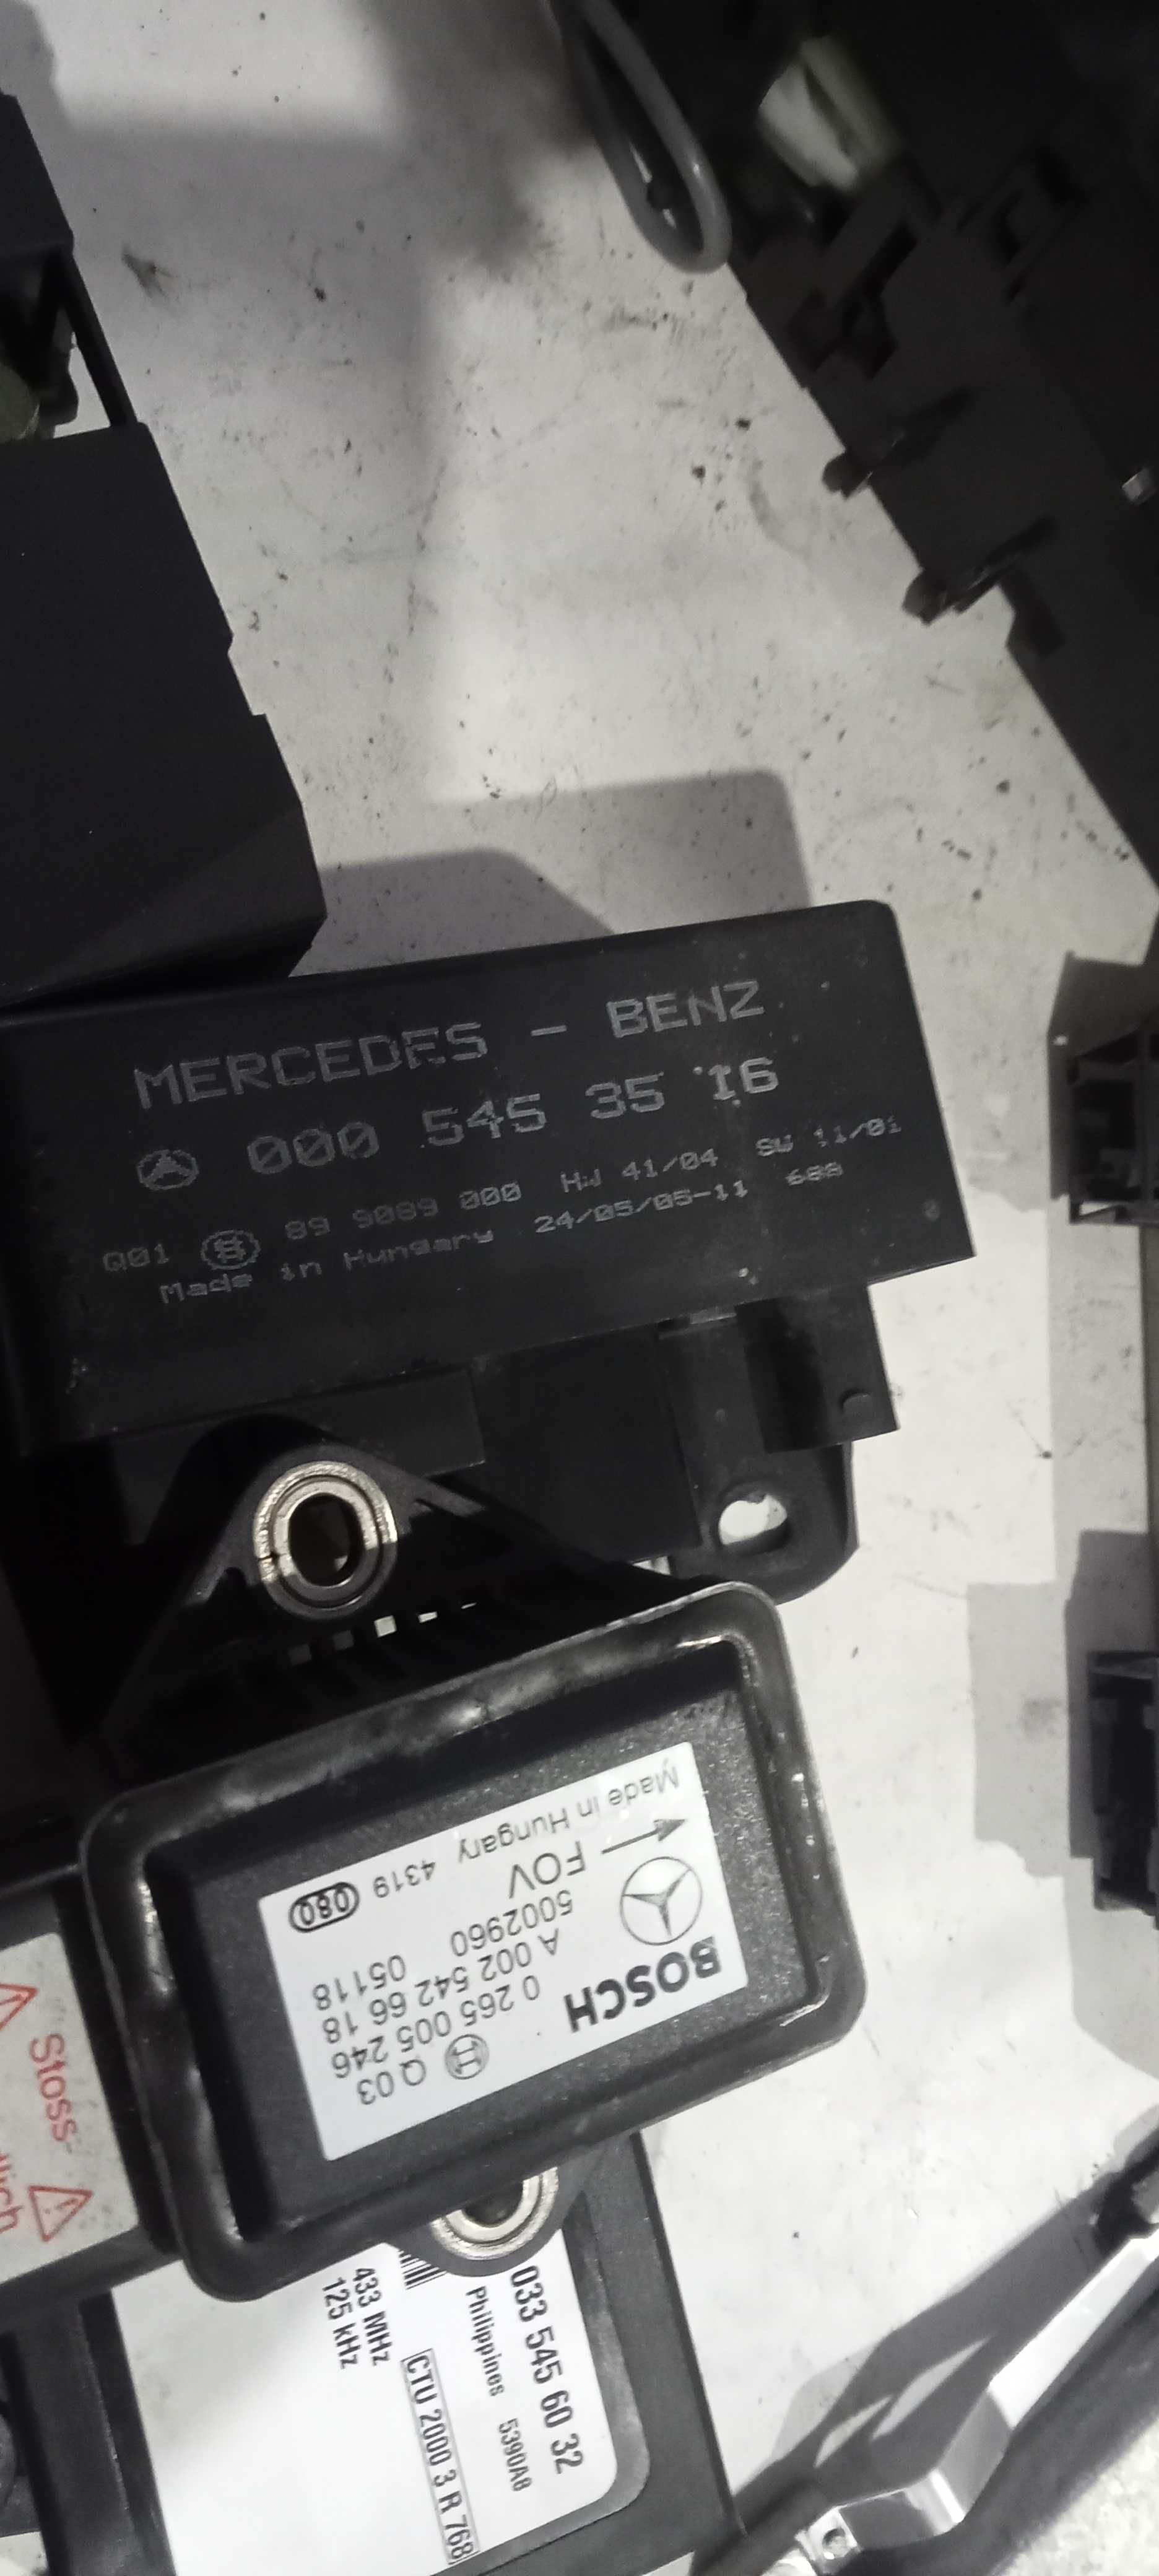 MERCEDES - BENZ
000 545 35 16
Q01 89 9089 000 HW 41/04 SW 11/01
Made in Hungary 24/05/05-11 688
BOSCH
Q 03
0 265 005 246
A 002 542 66 18
5002960 05118
FOV
Made in Hungary 4319 080
Stoss-
033 545 60 32
Philippines 5390A8
CTU 2000 3 R 768
433 MHz
125 kHz